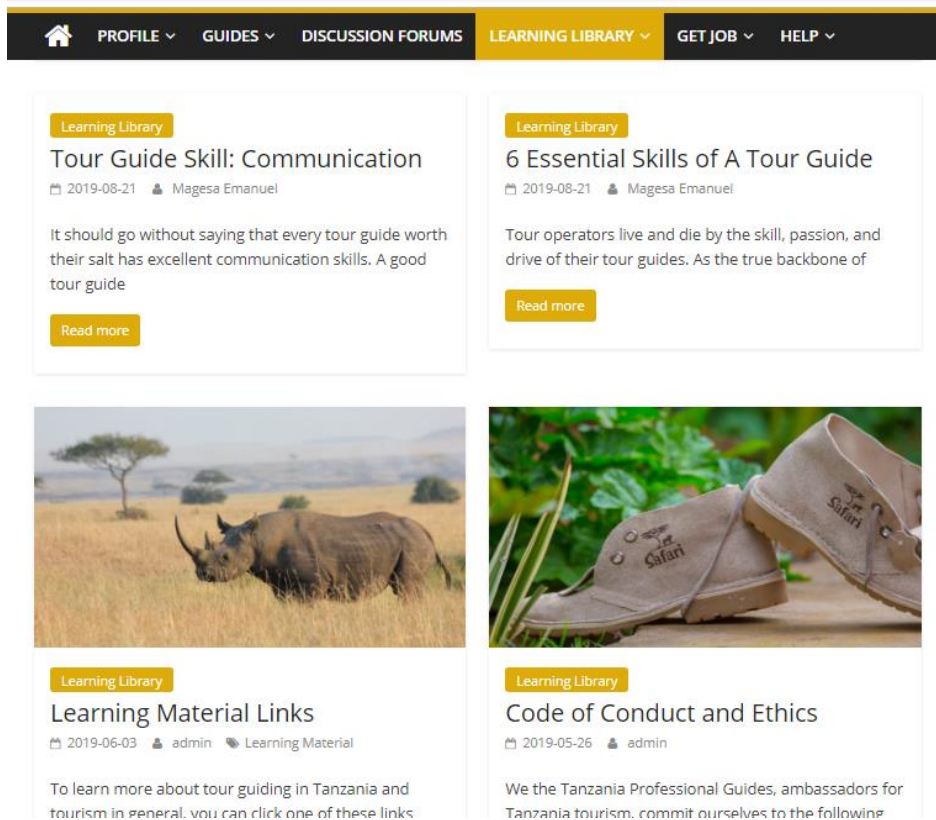 PROFILE GUIDES DISCUSSION FORUMS LEARNING LIBRARY GET JOB HELP
Learning Library
Tour Guide Skill: Communication
2019-08-21 Magesa Emanuel
It should go without saying that every tour guide worth
their salt has excellent communication skills. A good
tour guide
Read more
Learning Library
6 Essential Skills of A Tour Guide
2019-08-21 Magesa Emanuel
Tour operators live and die by the skill, passion, and
drive of their tour guides. As the true backbone of
Read more
Learning Library
Learning Material Links
2019-06-03 admin Learning Material
To learn more about tour guiding in Tanzania and
tourism in general, you can click one of these links
Safari
Safari
Learning Library
Code of Conduct and Ethics
2019-05-26 admin
We the Tanzania Professional Guides, ambassadors for
Tanzania tourism, commit ourselves to the following